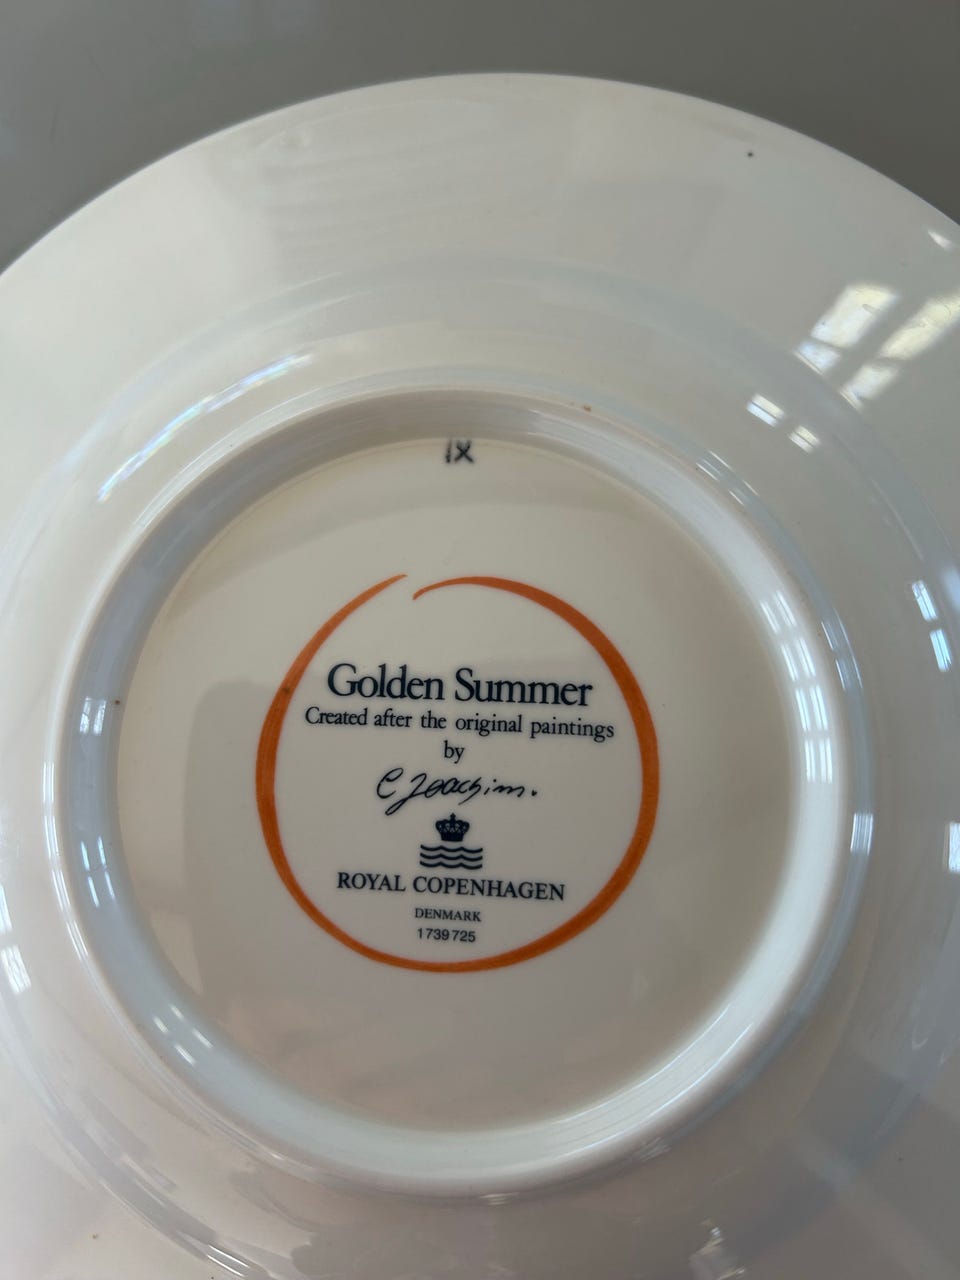 IX
Golden Summer
Created after the original paintings
by
C Joachim.
ROYAL COPENHAGEN
DENMARK
1739725